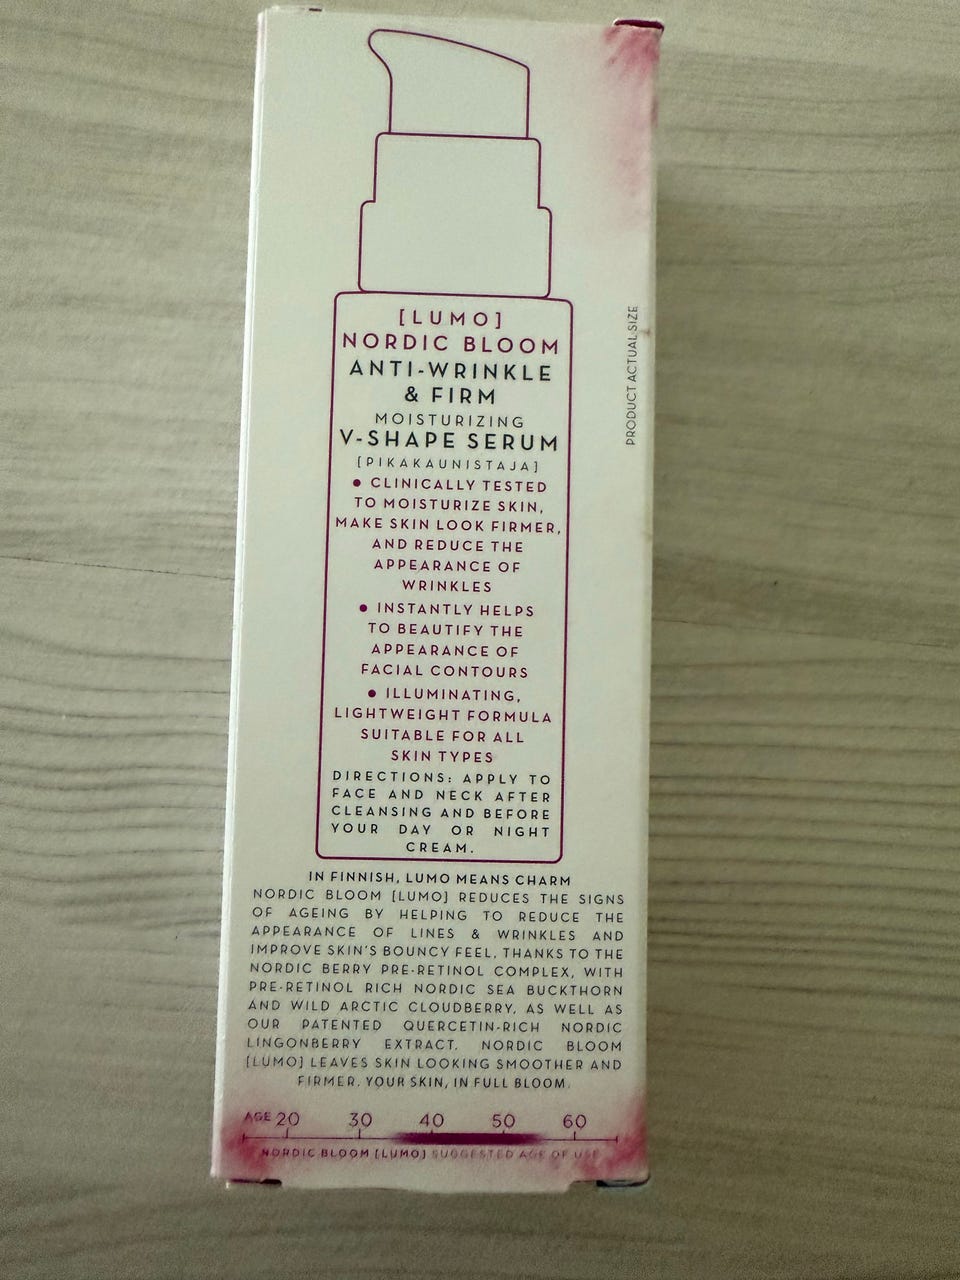 [LUMO]
NORDIC BLOOM
ANTI-WRINKLE
& FIRM
MOISTURIZING
V-SHAPE SERUM
[PIKAKAUNISTAJA]
● CLINICALLY TESTED
TO MOISTURIZE SKIN,
MAKE SKIN LOOK FIRMER,
AND REDUCE THE
APPEARANCE OF
WRINKLES
● INSTANTLY HELPS
TO BEAUTIFY THE
APPEARANCE OF
FACIAL CONTOURS
● ILLUMINATING,
LIGHTWEIGHT FORMULA
SUITABLE FOR ALL
SKIN TYPES
DIRECTIONS: APPLY TO
FACE AND NECK AFTER
CLEANSING AND BEFORE
YOUR DAY OR NIGHT
CREAM.
PRODUCT ACTUAL SIZE
IN FINNISH, LUMO MEANS CHARM
NORDIC BLOOM [LUMO] REDUCES THE SIGNS
OF AGEING BY HELPING TO REDUCE THE
APPEARANCE OF LINES & WRINKLES AND
IMPROVE SKIN'S BOUNCY FEEL, THANKS TO THE
NORDIC BERRY PRE-RETINOL COMPLEX, WITH
PRE-RETINOL RICH NORDIC SEA BUCKTHORN
AND WILD ARCTIC CLOUDBERRY, AS WELL AS
OUR PATENTED QUERCETIN-RICH NORDIC
LINGONBERRY EXTRACT. NORDIC BLOOM
[LUMO] LEAVES SKIN LOOKING SMOOTHER AND
FIRMER. YOUR SKIN, IN FULL BLOOM.
AGE 20 30 40 50 60
NORDIC BLOOM [LUMO] SUGGESTED AGE OF USE